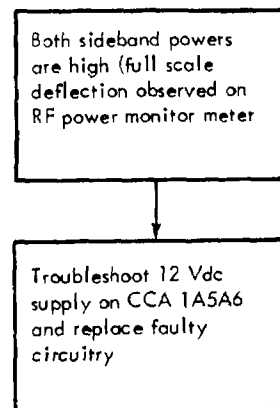 Both sideband powers
are high (full scale
deflection observed on
RF power monitor meter
Troubleshoot 12 Vdc
supply on CCA 1A5A6
and replace faulty
circuitry